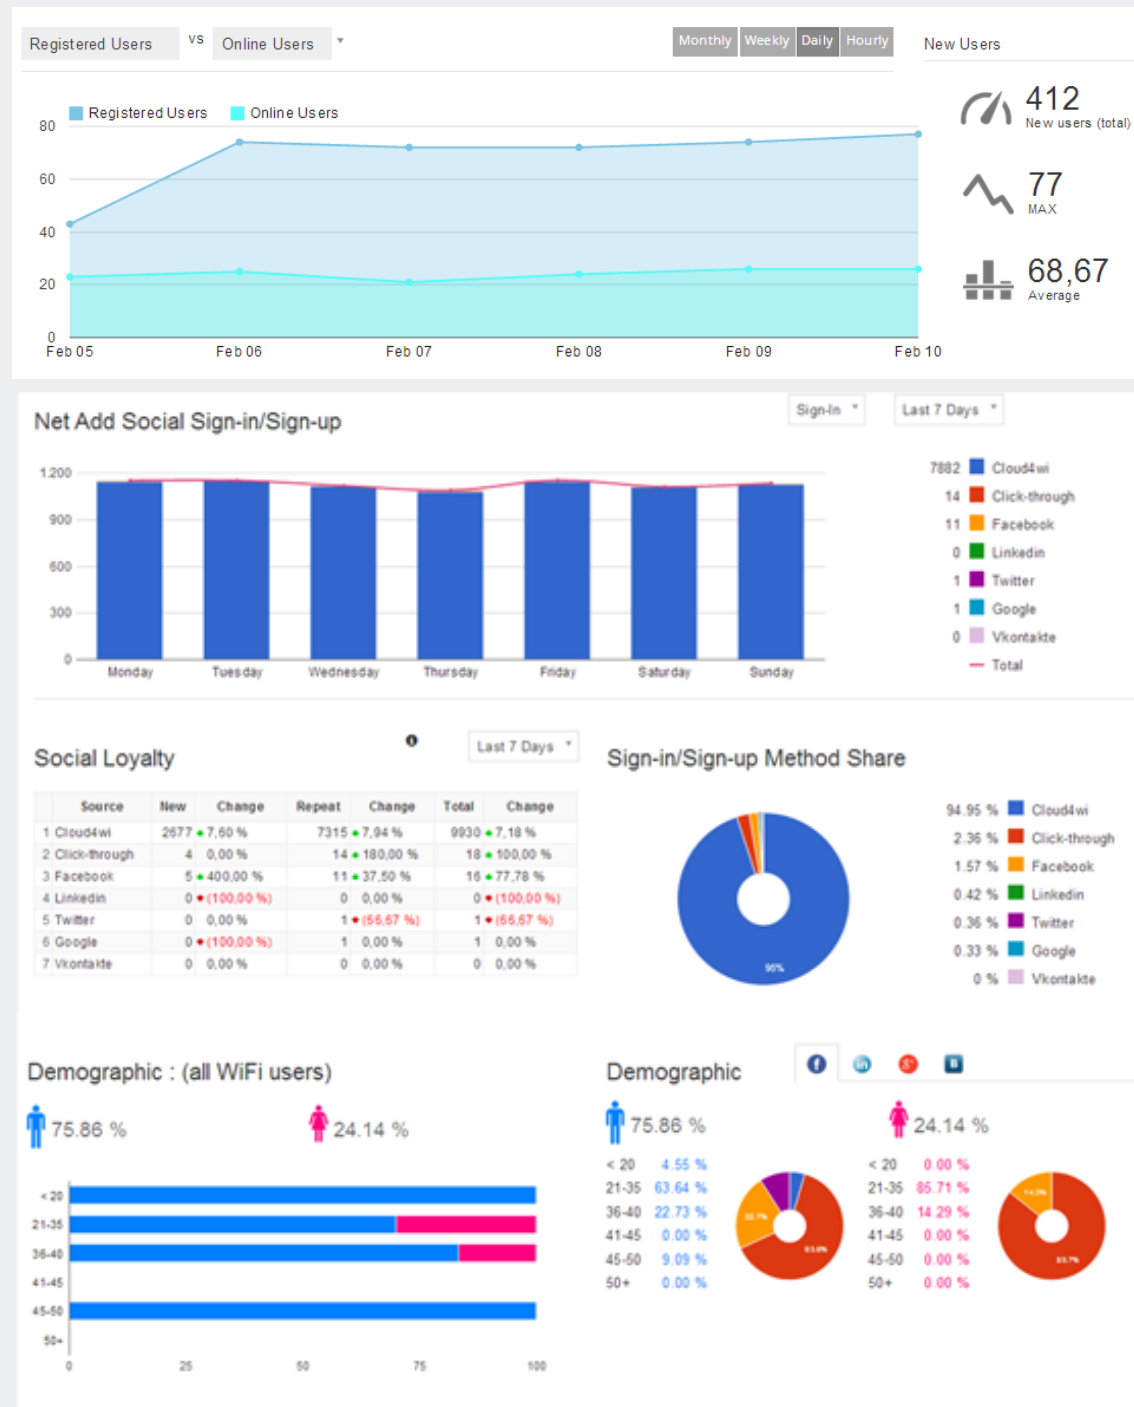 Registered Users vs Online Users
Monthly Weekly Daily Hourly
New Users
Registered Users Online Users
80
60
40
20
0
Feb 05 Feb 06 Feb 07 Feb 08 Feb 09 Feb 10
412
New users (total)
77
MAX
68,67
Average
Net Add Social Sign-in/Sign-up
Sign-In Last 7 Days
1.200
900
600
300
0
Monday Tuesday Wednesday Thursday Friday Saturday Sunday
7882 Cloud4wi
14 Click-through
11 Facebook
0 Linkedin
1 Twitter
1 Google
0 Vkontakte
Total
Social Loyalty
Last 7 Days
Source New Change Repeat Change Total Change
1 Cloud4wi 2677 7,60 % 7315 7,94 % 9930 7,18 %
2 Click-through 4 0,00 % 14 180,00 % 18 100,00 %
3 Facebook 5 400,00 % 11 37,50 % 16 77,78 %
4 Linkedin 0 (100,00 %) 0 0,00 % 0 (100,00 %)
5 Twitter 0 0,00 % 1 (66,67 %) 1 (66,67 %)
6 Google 0 (100,00 %) 1 0,00 % 1 0,00 %
7 Vkontakte 0 0,00 % 0 0,00 % 0 0,00 %
Sign-in/Sign-up Method Share
95%
94.95 % Cloud4wi
2.36 % Click-through
1.57 % Facebook
0.42 % Linkedin
0.36 % Twitter
0.33 % Google
0 % Vkontakte
Demographic : (all WiFi users)
75.86 % 24.14 %
< 20
21-35
36-40
41-45
45-50
50+
0 25 50 75 100
Demographic
f in g+ B
75.86 %
< 20 4.55 %
21-35 63.64 %
36-40 22.73 %
41-45 0.00 %
45-50 9.09 %
50+ 0.00 %
22.7%
63.6%
24.14 %
< 20 0.00 %
21-35 85.71 %
36-40 14.29 %
41-45 0.00 %
45-50 0.00 %
50+ 0.00 %
14.3%
85.7%